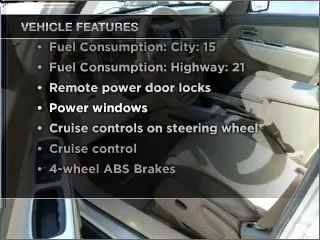 VEHICLE FEATURES
• Fuel Consumption: City: 15
• Fuel Consumption: Highway: 21
• Remote power door locks
• Power windows
• Cruise controls on steering wheel
• Cruise control
• 4-wheel ABS Brakes